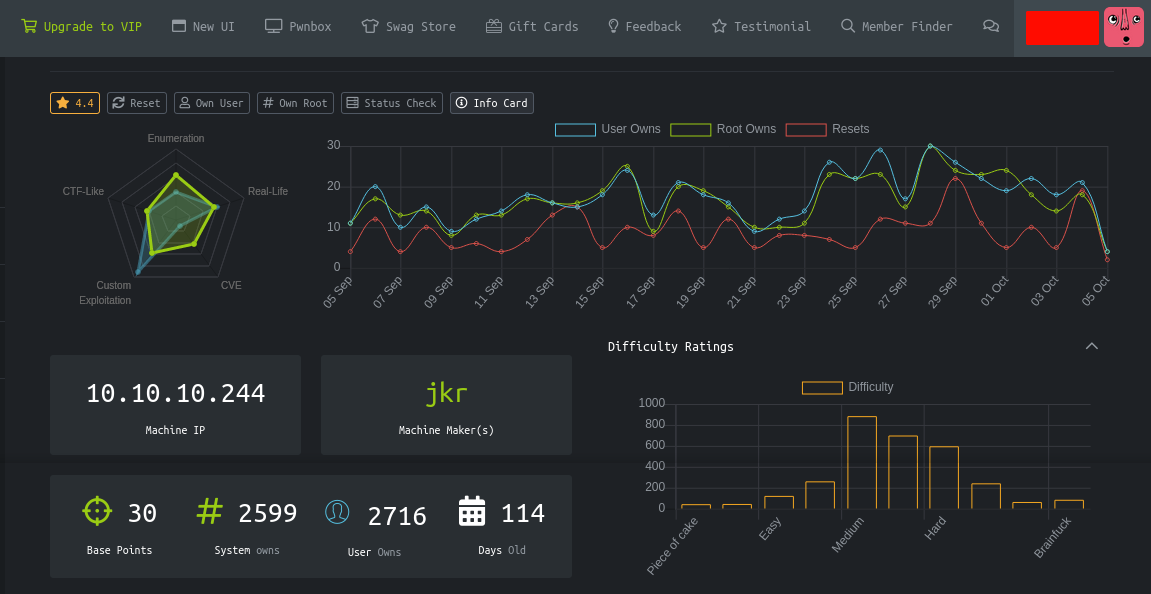 Upgrade to VIP New UI Pwnbox Swag Store Gift Cards Feedback Testimonial Member Finder
4.4 Reset Own User # Own Root Status Check Info Card
Enumeration
CTF-Like
Real-Life
Custom
Exploitation
CVE
User Owns Root Owns Resets
30
20
10
0
05 Sep 07 Sep 09 Sep 11 Sep 13 Sep 15 Sep 17 Sep 19 Sep 21 Sep 23 Sep 25 Sep 27 Sep 29 Sep 01 Oct 03 Oct 05 Oct
10.10.10.244
Machine IP
jkr
Machine Maker(s)
30
Base Points
# 2599
System owns
2716
User Owns
114
Days Old
Difficulty Ratings
Difficulty
1000
800
600
400
200
0
Piece of cake Easy Medium Hard Brainfuck